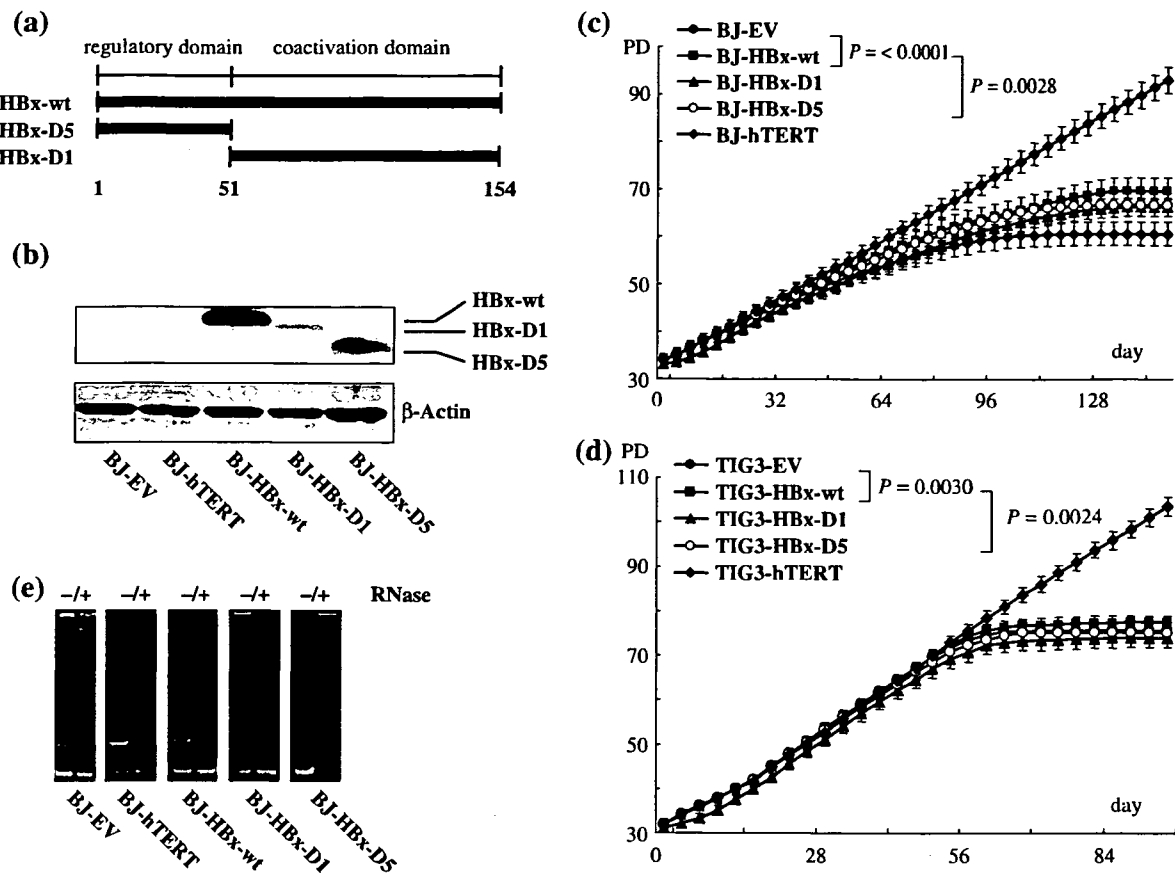 (a)
regulatory domain coactivation domain
HBx-wt
HBx-D5
HBx-D1
1 51 154
(b)
HBx-wt
HBx-D1
HBx-D5
β-Actin
BJ-EV
BJ-hTERT
BJ-HBx-wt
BJ-HBx-D1
BJ-HBx-D5
(c)
PD
BJ-EV
BJ-HBx-wt
BJ-HBx-D1
BJ-HBx-D5
BJ-hTERT
P = < 0.0001
P = 0.0028
90
70
50
30
day
0 32 64 96 128
(d)
PD
TIG3-EV
TIG3-HBx-wt
TIG3-HBx-D1
TIG3-HBx-D5
TIG3-hTERT
P = 0.0030
P = 0.0024
110
90
70
50
30
day
0 28 56 84
(e)
–/+ –/+ –/+ –/+ –/+ RNase
BJ-EV
BJ-hTERT
BJ-HBx-wt
BJ-HBx-D1
BJ-HBx-D5